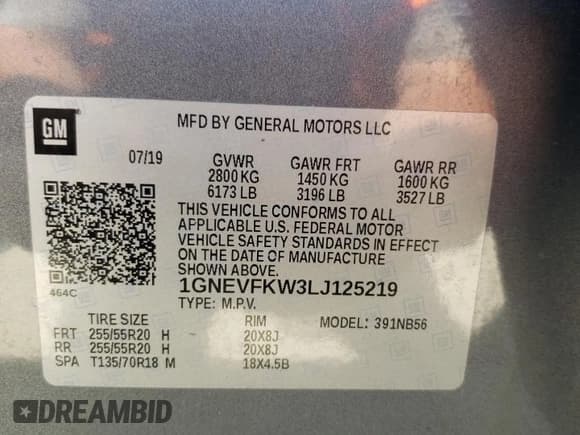 GM
MFD BY GENERAL MOTORS LLC
07/19 GVWR GAWR FRT GAWR RR
2800 KG 1450 KG 1600 KG
6173 LB 3196 LB 3527 LB
THIS VEHICLE CONFORMS TO ALL
APPLICABLE U.S. FEDERAL MOTOR
VEHICLE SAFETY STANDARDS IN EFFECT
ON THE DATE OF MANUFACTURE
SHOWN ABOVE.
464C
1GNEVFKW3LJ125219
TYPE: M.P.V.
TIRE SIZE RIM MODEL: 391NB56
FRT 255/55R20 H 20X8J
RR 255/55R20 H 20X8J
SPA T135/70R18 M 18X4.5B
DREAMBID